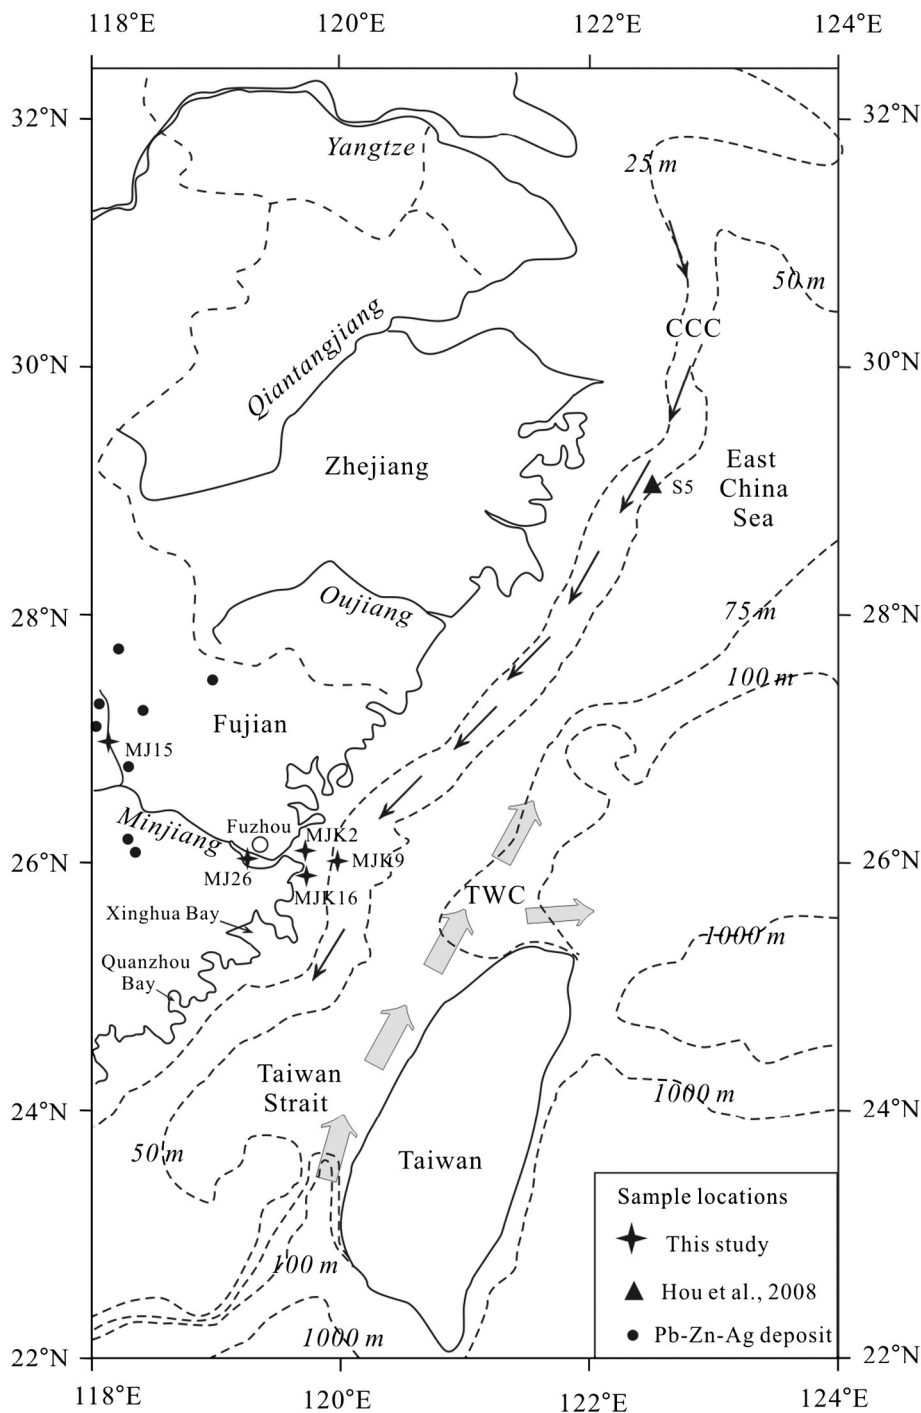 118°E 120°E 122°E 124°E
32°N 32°N
Yangtze
25 m
50 m
CCC
30°N 30°N
Qiantangjiang
Zhejiang
East
China
Sea
S5
28°N 28°N
Oujiang
75 m
100 m
Fujian
MJ15
Minjiang
Fuzhou
MJK2
26°N 26°N
MJK9
MJ26
MJK16
TWC
Xinghua Bay
1000 m
Quanzhou
Bay
Taiwan
Strait
1000 m
24°N 24°N
50 m
Taiwan
Sample locations
This study
100 m
Hou et al., 2008
1000 m
Pb-Zn-Ag deposit
22°N 22°N
118°E 120°E 122°E 124°E